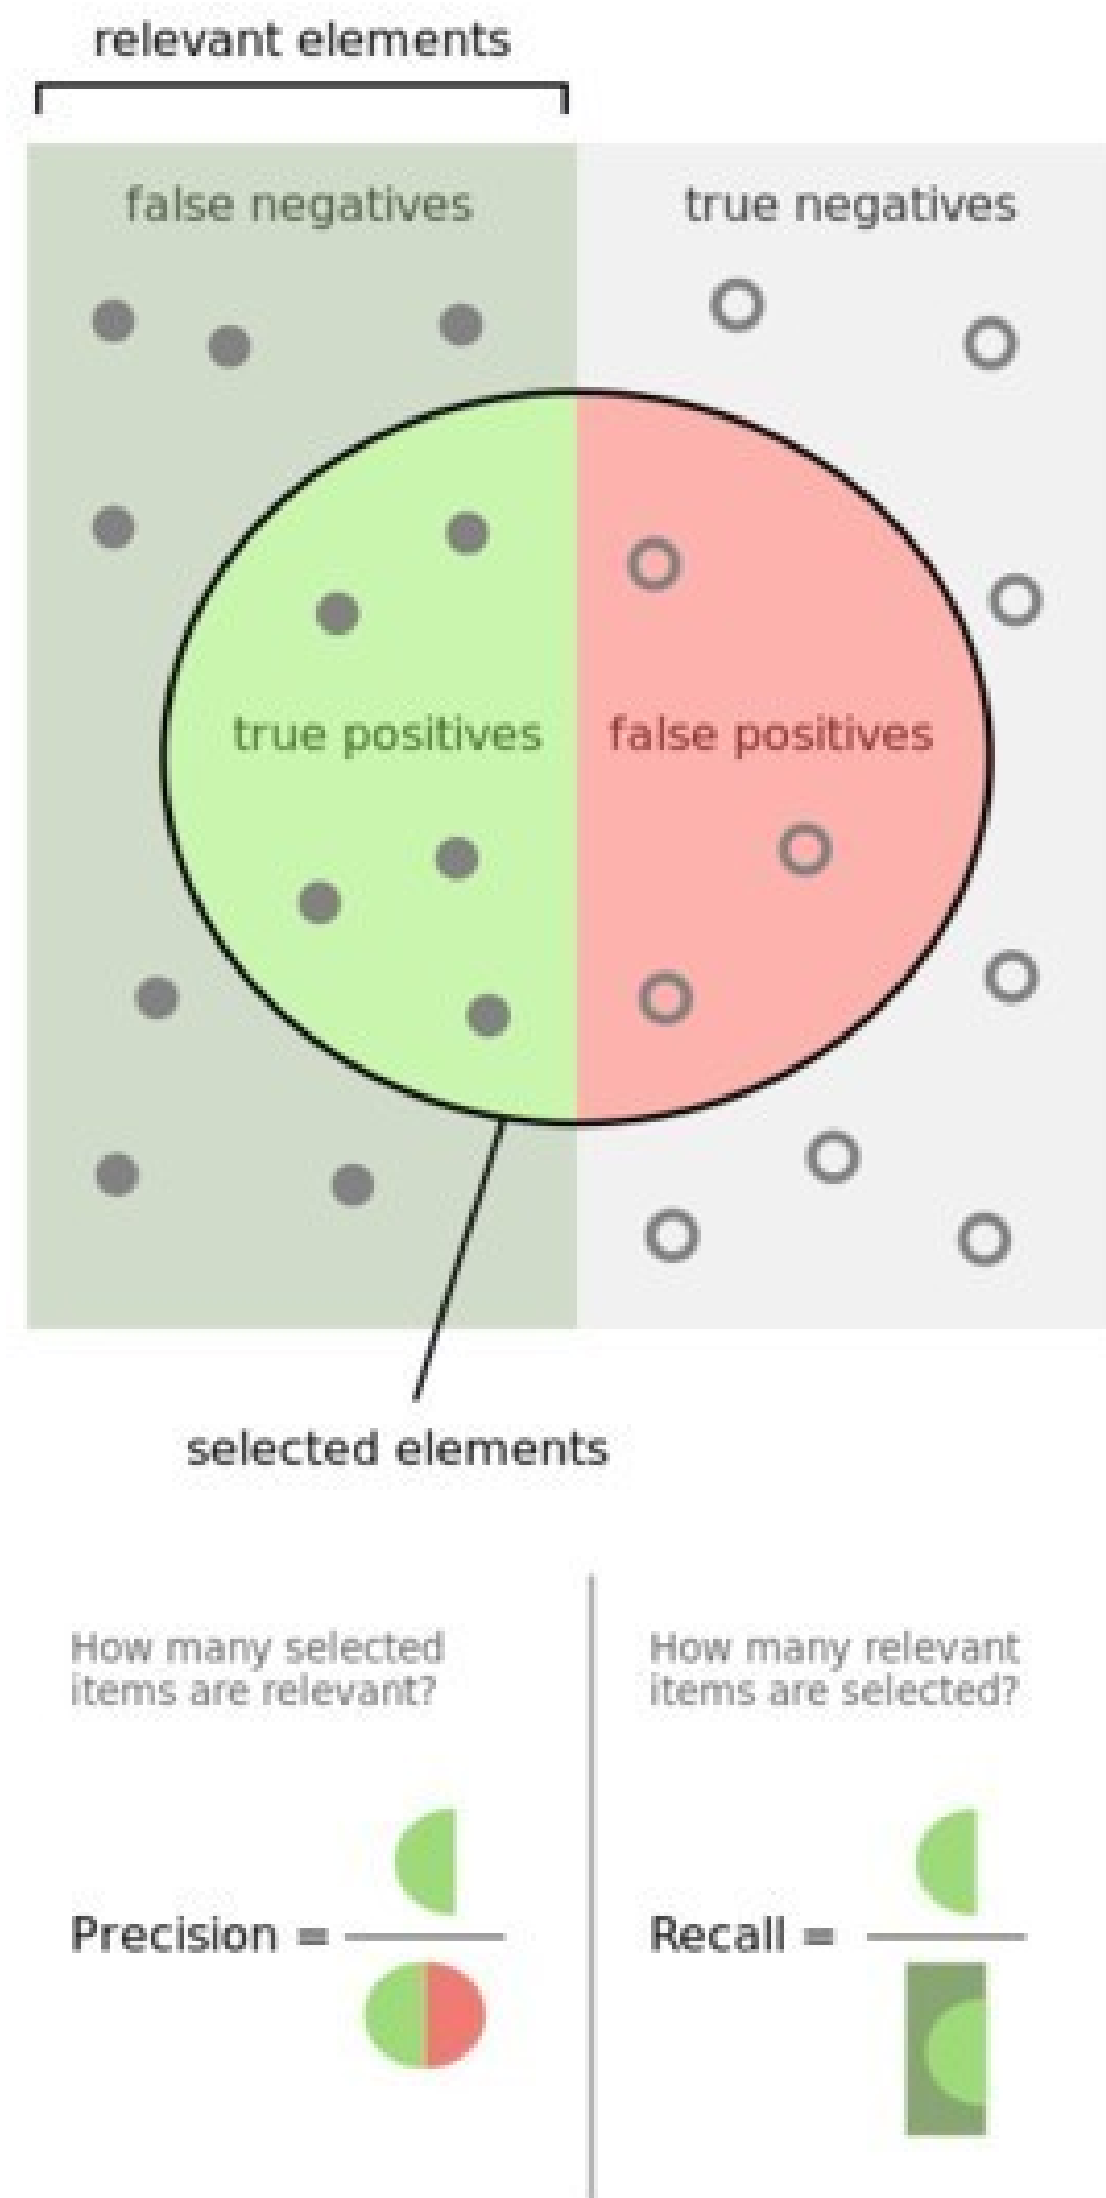 relevant elements
false negatives
true negatives
true positives
false positives
selected elements
How many selected
items are relevant?
How many relevant
items are selected?
Precision =
Recall =